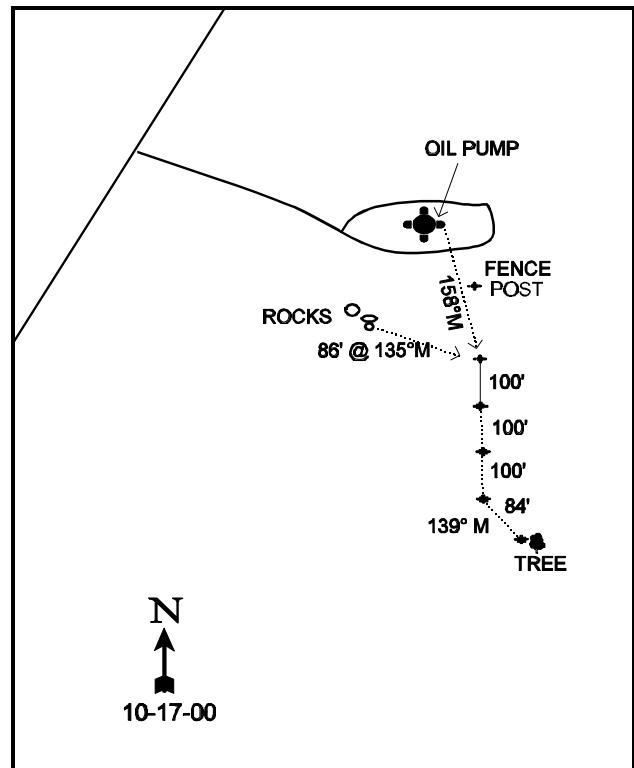 OIL PUMP
FENCE
POST
158°M
ROCKS
86' @ 135°M
100'
100'
100'
84'
139° M
TREE
N
10-17-00